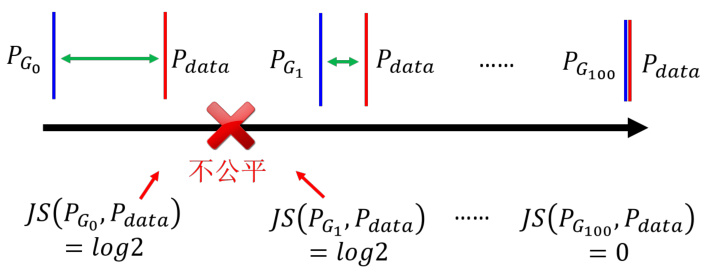 P_{G_0} P_{data} P_{G_1} P_{data} …… P_{G_{100}} P_{data}
不公平
JS(P_{G_0}, P_{data}) JS(P_{G_1}, P_{data}) …… JS(P_{G_{100}}, P_{data})
= log2 = log2 = 0